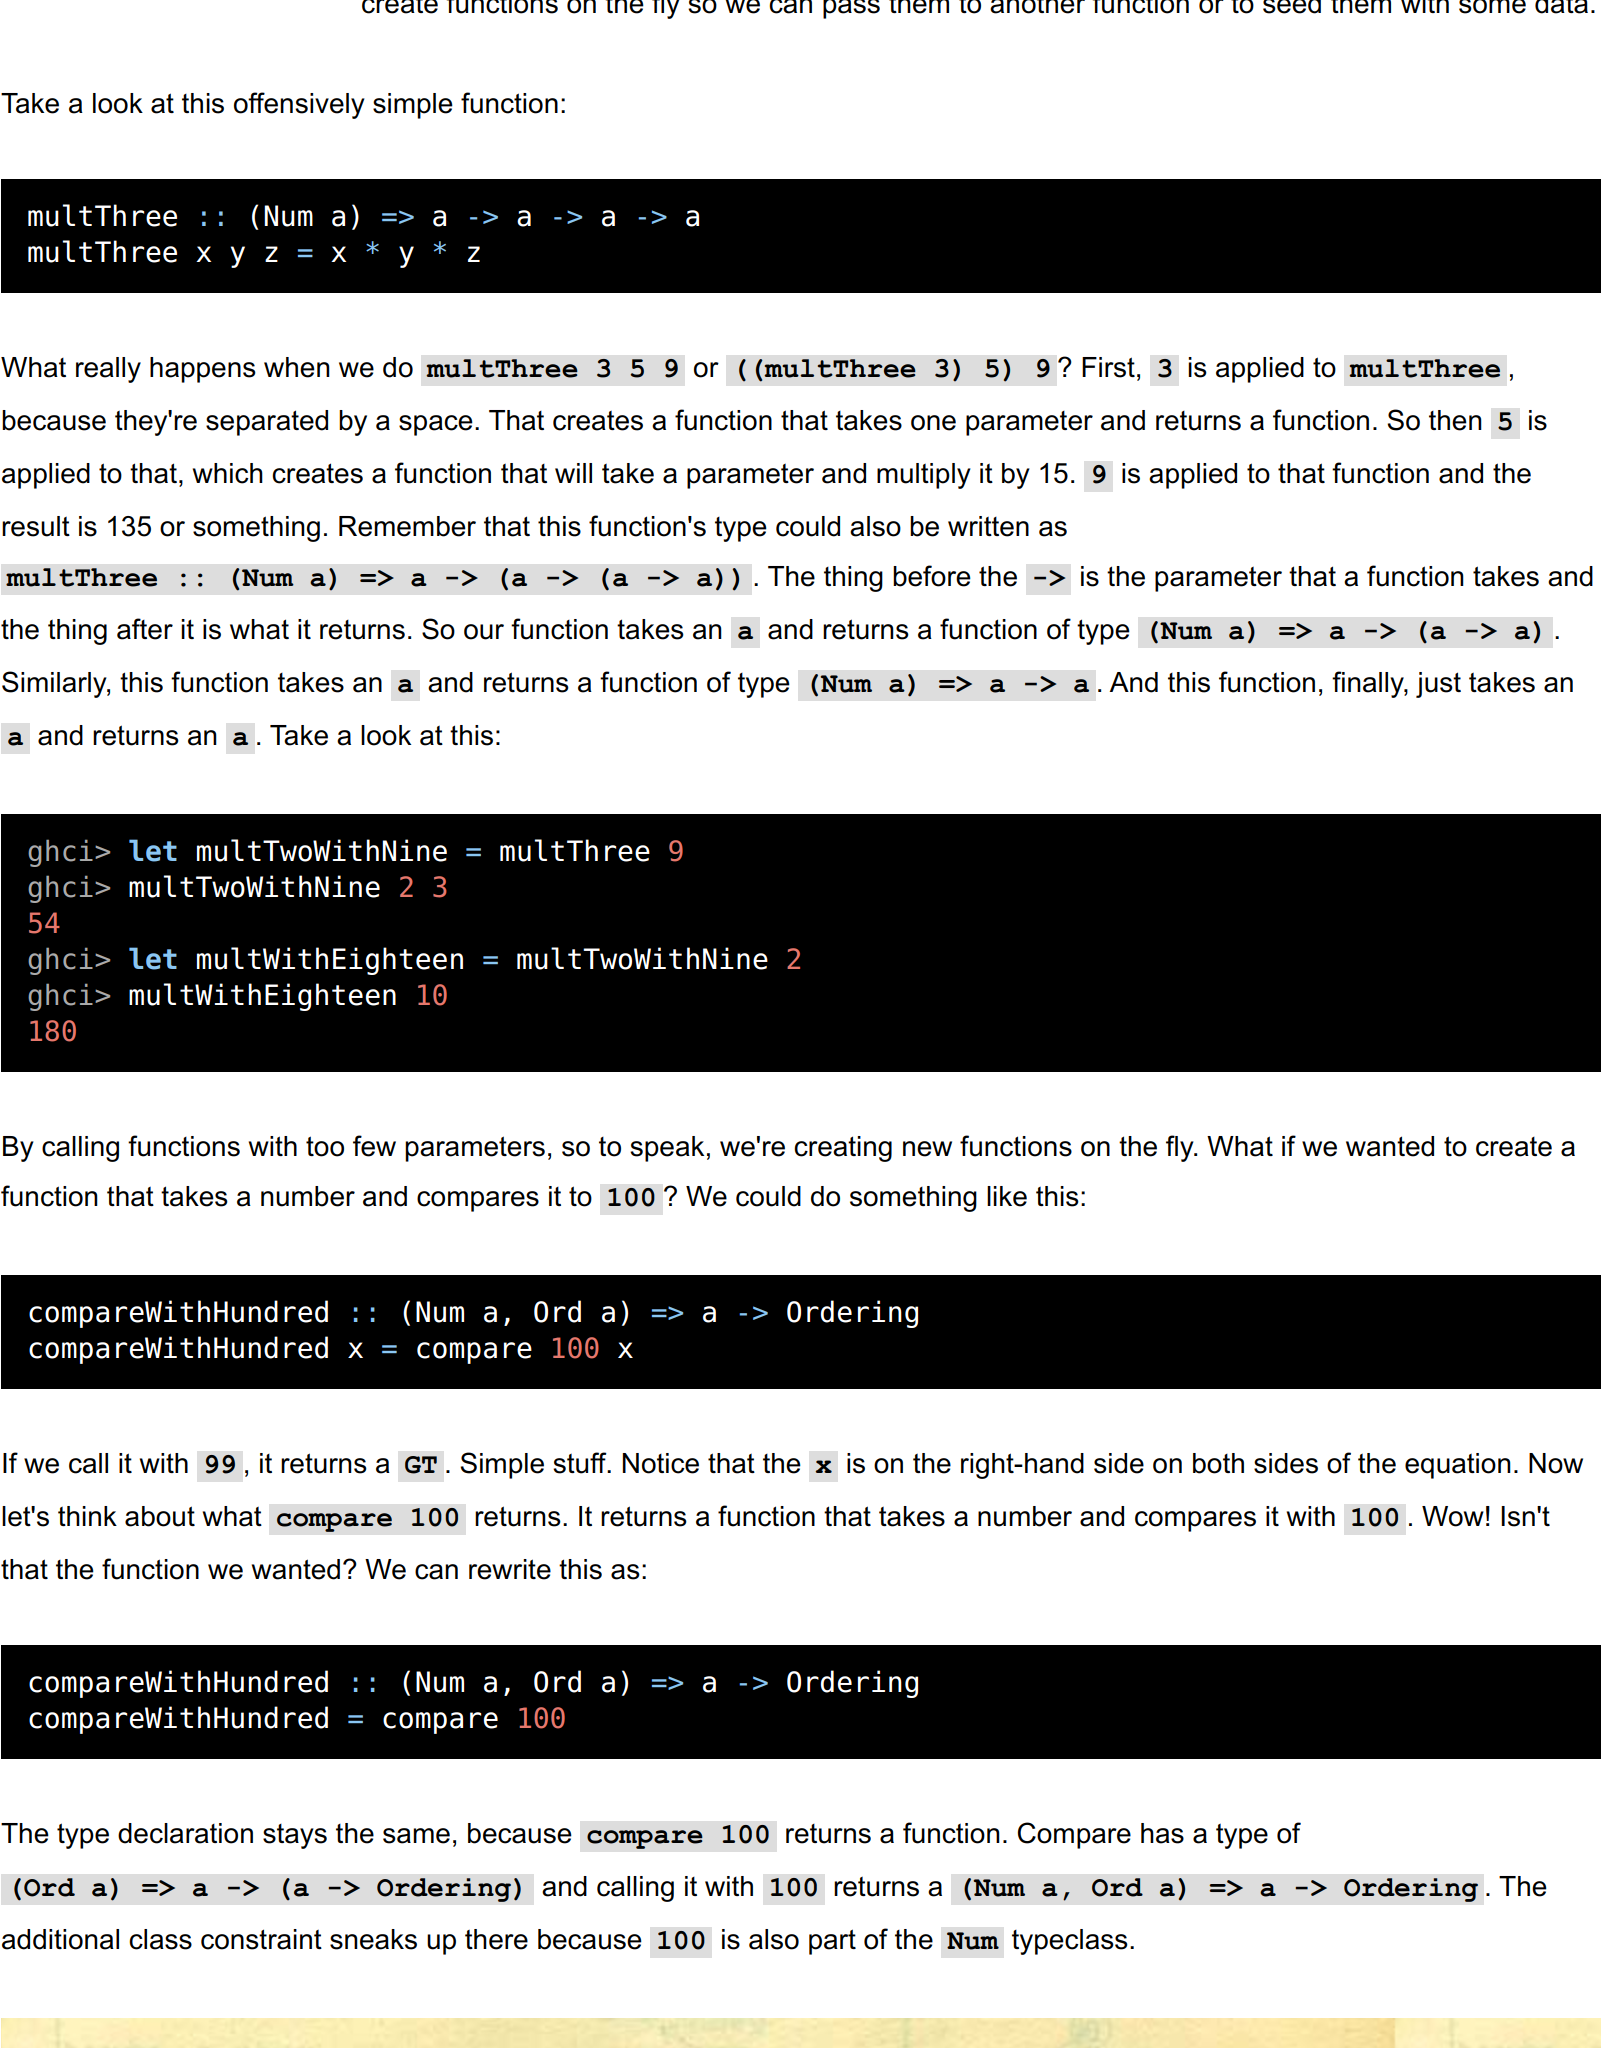 create functions on the fly so we can pass them to another function or to seed them with some data.
Take a look at this offensively simple function:
multThree :: (Num a) => a -> a -> a -> a
multThree x y z = x * y * z
What really happens when we do multThree 3 5 9 or ((multThree 3) 5) 9? First, 3 is applied to multThree,
because they're separated by a space. That creates a function that takes one parameter and returns a function. So then 5 is
applied to that, which creates a function that will take a parameter and multiply it by 15. 9 is applied to that function and the
result is 135 or something. Remember that this function's type could also be written as
multThree :: (Num a) => a -> (a -> (a -> a)). The thing before the -> is the parameter that a function takes and
the thing after it is what it returns. So our function takes an a and returns a function of type (Num a) => a -> (a -> a).
Similarly, this function takes an a and returns a function of type (Num a) => a -> a. And this function, finally, just takes an
a and returns an a. Take a look at this:
ghci> let multTwoWithNine = multThree 9
ghci> multTwoWithNine 2 3
54
ghci> let multWithEighteen = multTwoWithNine 2
ghci> multWithEighteen 10
180
By calling functions with too few parameters, so to speak, we're creating new functions on the fly. What if we wanted to create a
function that takes a number and compares it to 100? We could do something like this:
compareWithHundred :: (Num a, Ord a) => a -> Ordering
compareWithHundred x = compare 100 x
If we call it with 99, it returns a GT. Simple stuff. Notice that the x is on the right-hand side on both sides of the equation. Now
let's think about what compare 100 returns. It returns a function that takes a number and compares it with 100. Wow! Isn't
that the function we wanted? We can rewrite this as:
compareWithHundred :: (Num a, Ord a) => a -> Ordering
compareWithHundred = compare 100
The type declaration stays the same, because compare 100 returns a function. Compare has a type of
(Ord a) => a -> (a -> Ordering) and calling it with 100 returns a (Num a, Ord a) => a -> Ordering. The
additional class constraint sneaks up there because 100 is also part of the Num typeclass.